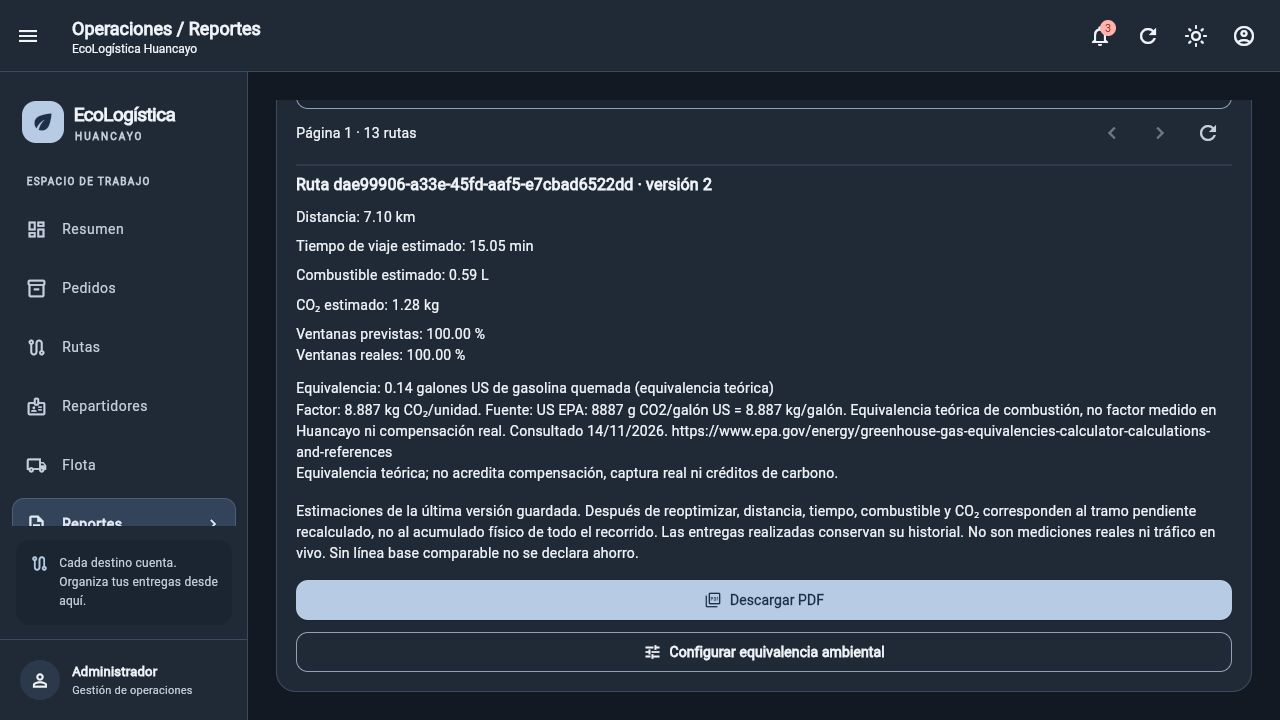 Operaciones / Reportes
EcoLogística Huancayo
3
EcoLogística
HUANCAYO
ESPACIO DE TRABAJO
Resumen
Pedidos
Rutas
Repartidores
Flota
Reportes
Cada destino cuenta.
Organiza tus entregas desde
aquí.
Administrador
Gestión de operaciones
Página 1 · 13 rutas
Ruta dae99906-a33e-45fd-aaf5-e7cbad6522dd · versión 2
Distancia: 7.10 km
Tiempo de viaje estimado: 15.05 min
Combustible estimado: 0.59 L
CO₂ estimado: 1.28 kg
Ventanas previstas: 100.00 %
Ventanas reales: 100.00 %
Equivalencia: 0.14 galones US de gasolina quemada (equivalencia teórica)
Factor: 8.887 kg CO₂/unidad. Fuente: US EPA: 8887 g CO2/galón US = 8.887 kg/galón. Equivalencia teórica de combustión, no factor medido en
Huancayo ni compensación real. Consultado 14/11/2026. https://www.epa.gov/energy/greenhouse-gas-equivalencies-calculator-calculations-
and-references
Equivalencia teórica; no acredita compensación, captura real ni créditos de carbono.
Estimaciones de la última versión guardada. Después de reoptimizar, distancia, tiempo, combustible y CO₂ corresponden al tramo pendiente
recalculado, no al acumulado físico de todo el recorrido. Las entregas realizadas conservan su historial. No son mediciones reales ni tráfico en
vivo. Sin línea base comparable no se declara ahorro.
Descargar PDF
Configurar equivalencia ambiental